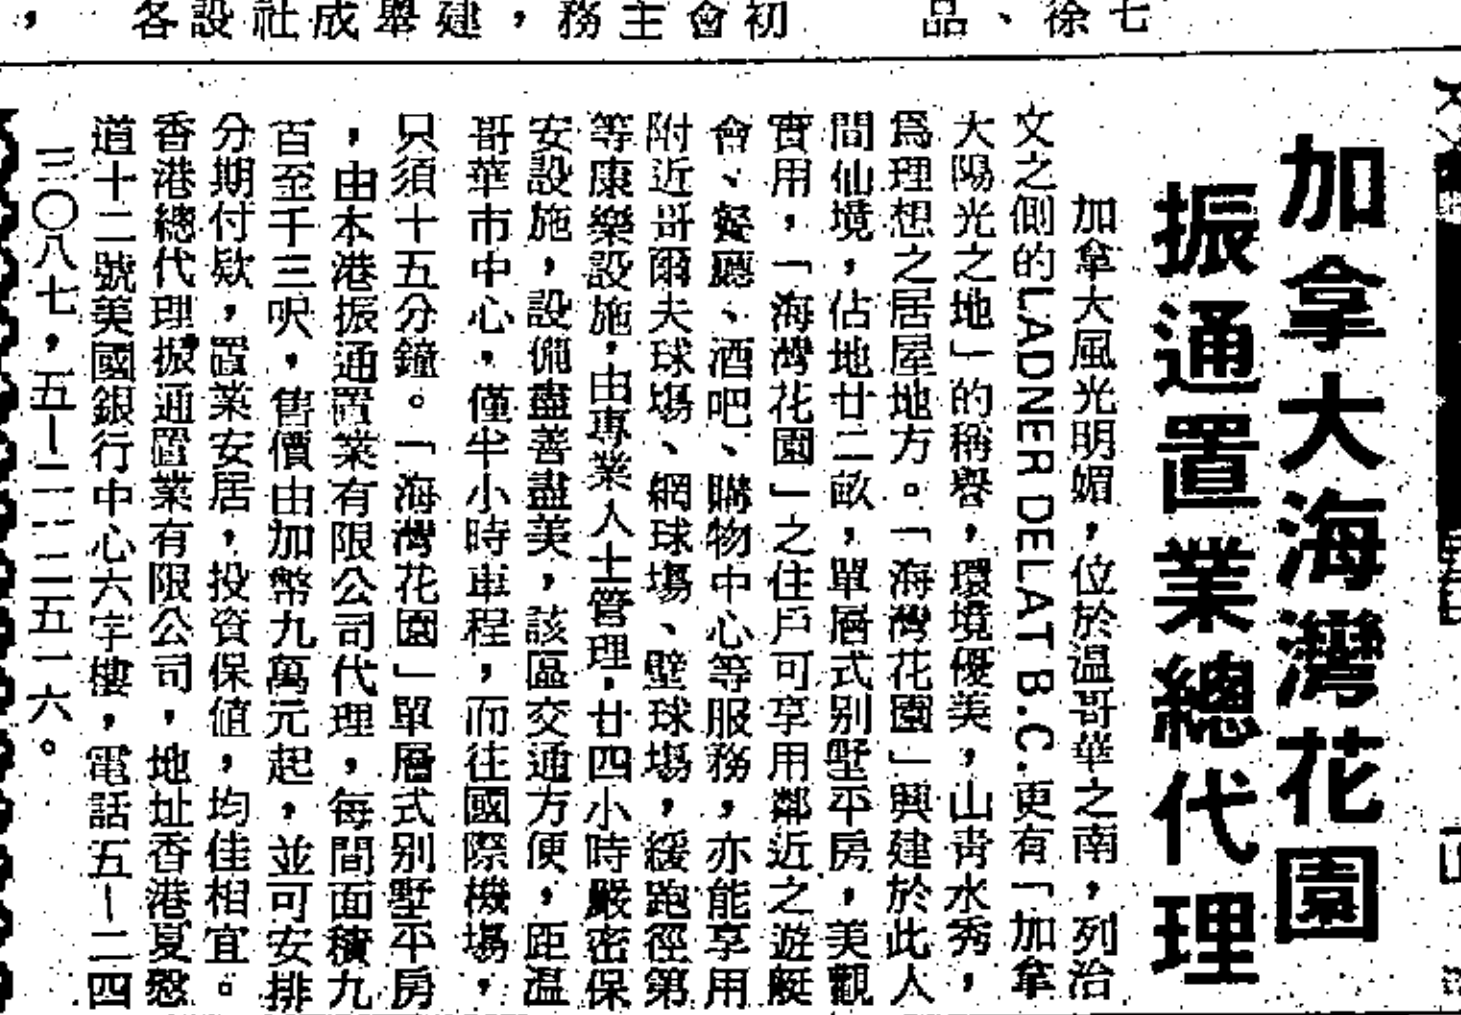 加拿大海灣花園
振通置業總代理
加拿大風光明媚，位於温哥華之南，列治
文之側的LADNER DELAT B.C.更有「加拿
大陽光之地」的稱譽，環境優美，山青水秀，
爲理想之居屋地方。「海灣花園」興建於此人
間仙境，佔地廿二畝，單層式别墅平房，美觀
實用，「海灣花園」之住戶可享用鄰近之遊艇
會、餐廳、酒吧、購物中心等服務，亦能享用
附近哥爾夫球塲、網球塲、壁球塲，緩跑徑第
等康樂設施，由專業人士管理，廿四小時嚴密保
安設施，設備盡善盡美，該區交通方便，距温
哥華市中心，僅半小時車程，而往國際機塲，
只須十五分鐘。「海灣花園」單層式别墅平房
，由本港振通置業有限公司代理，每間面積九
百至千三呎，售價由加幣九萬元起，並可安排
分期付欵，置業安居，投資保值，均佳相宜。
香港總代理振通置業有限公司，地址香港夏慤
道十二號美國銀行中心六字樓，電話五－二四
三〇八七，五－二一二五一六。
初會主務，建舉成社設各
七徐、品